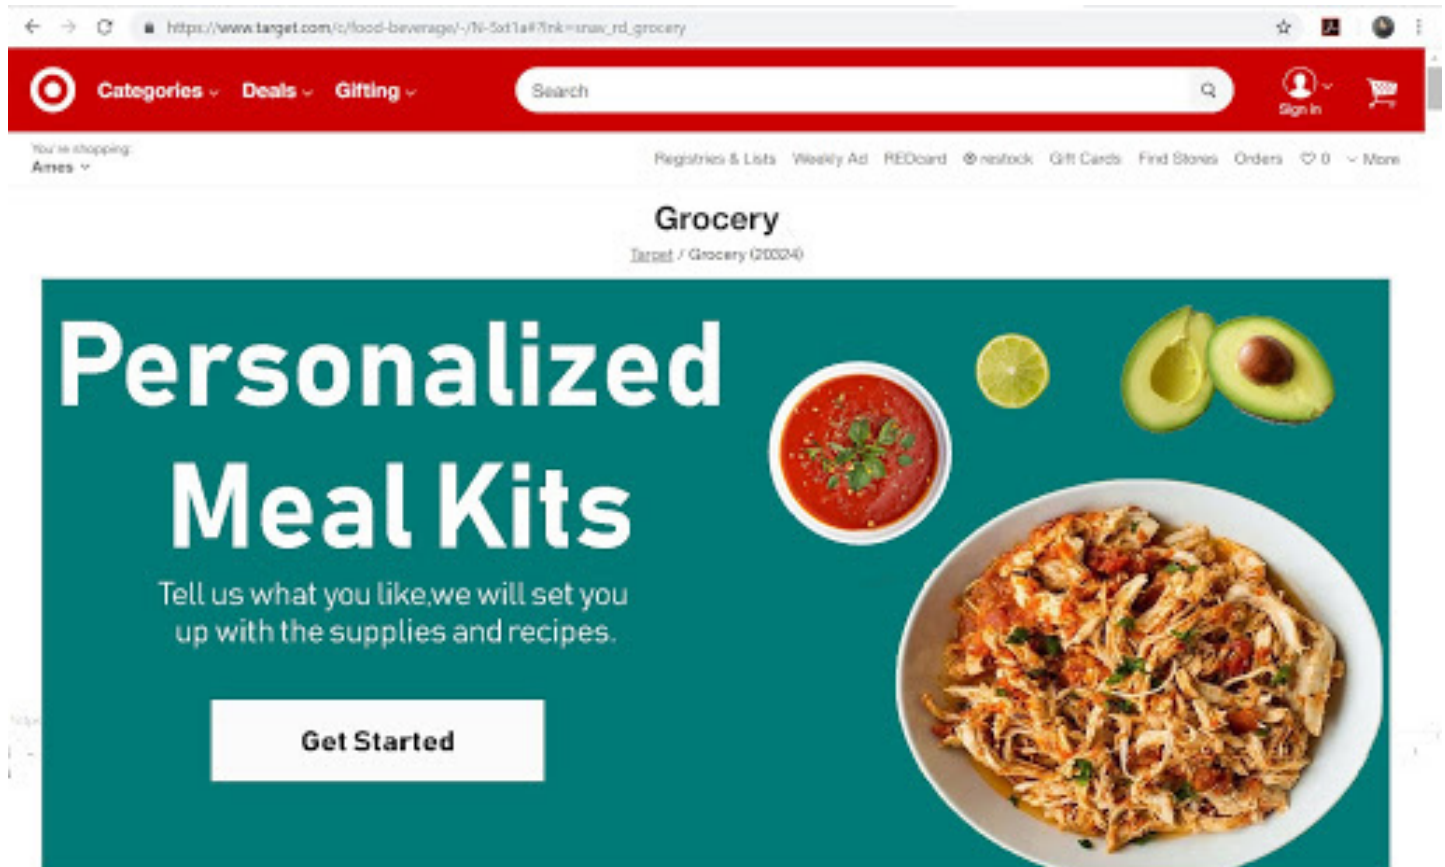 https://www.target.com/c/food-beverage/-/N-5xt1a#?lnk=snav_rd_grocery
Categories Deals Gifting Search Sign in
You're shopping:
Ames
Registries & Lists Weekly Ad REDcard restock Gift Cards Find Stores Orders 0 More
Grocery
Target / Grocery (20324)
Personalized
Meal Kits
Tell us what you like,we will set you
up with the supplies and recipes.
Get Started